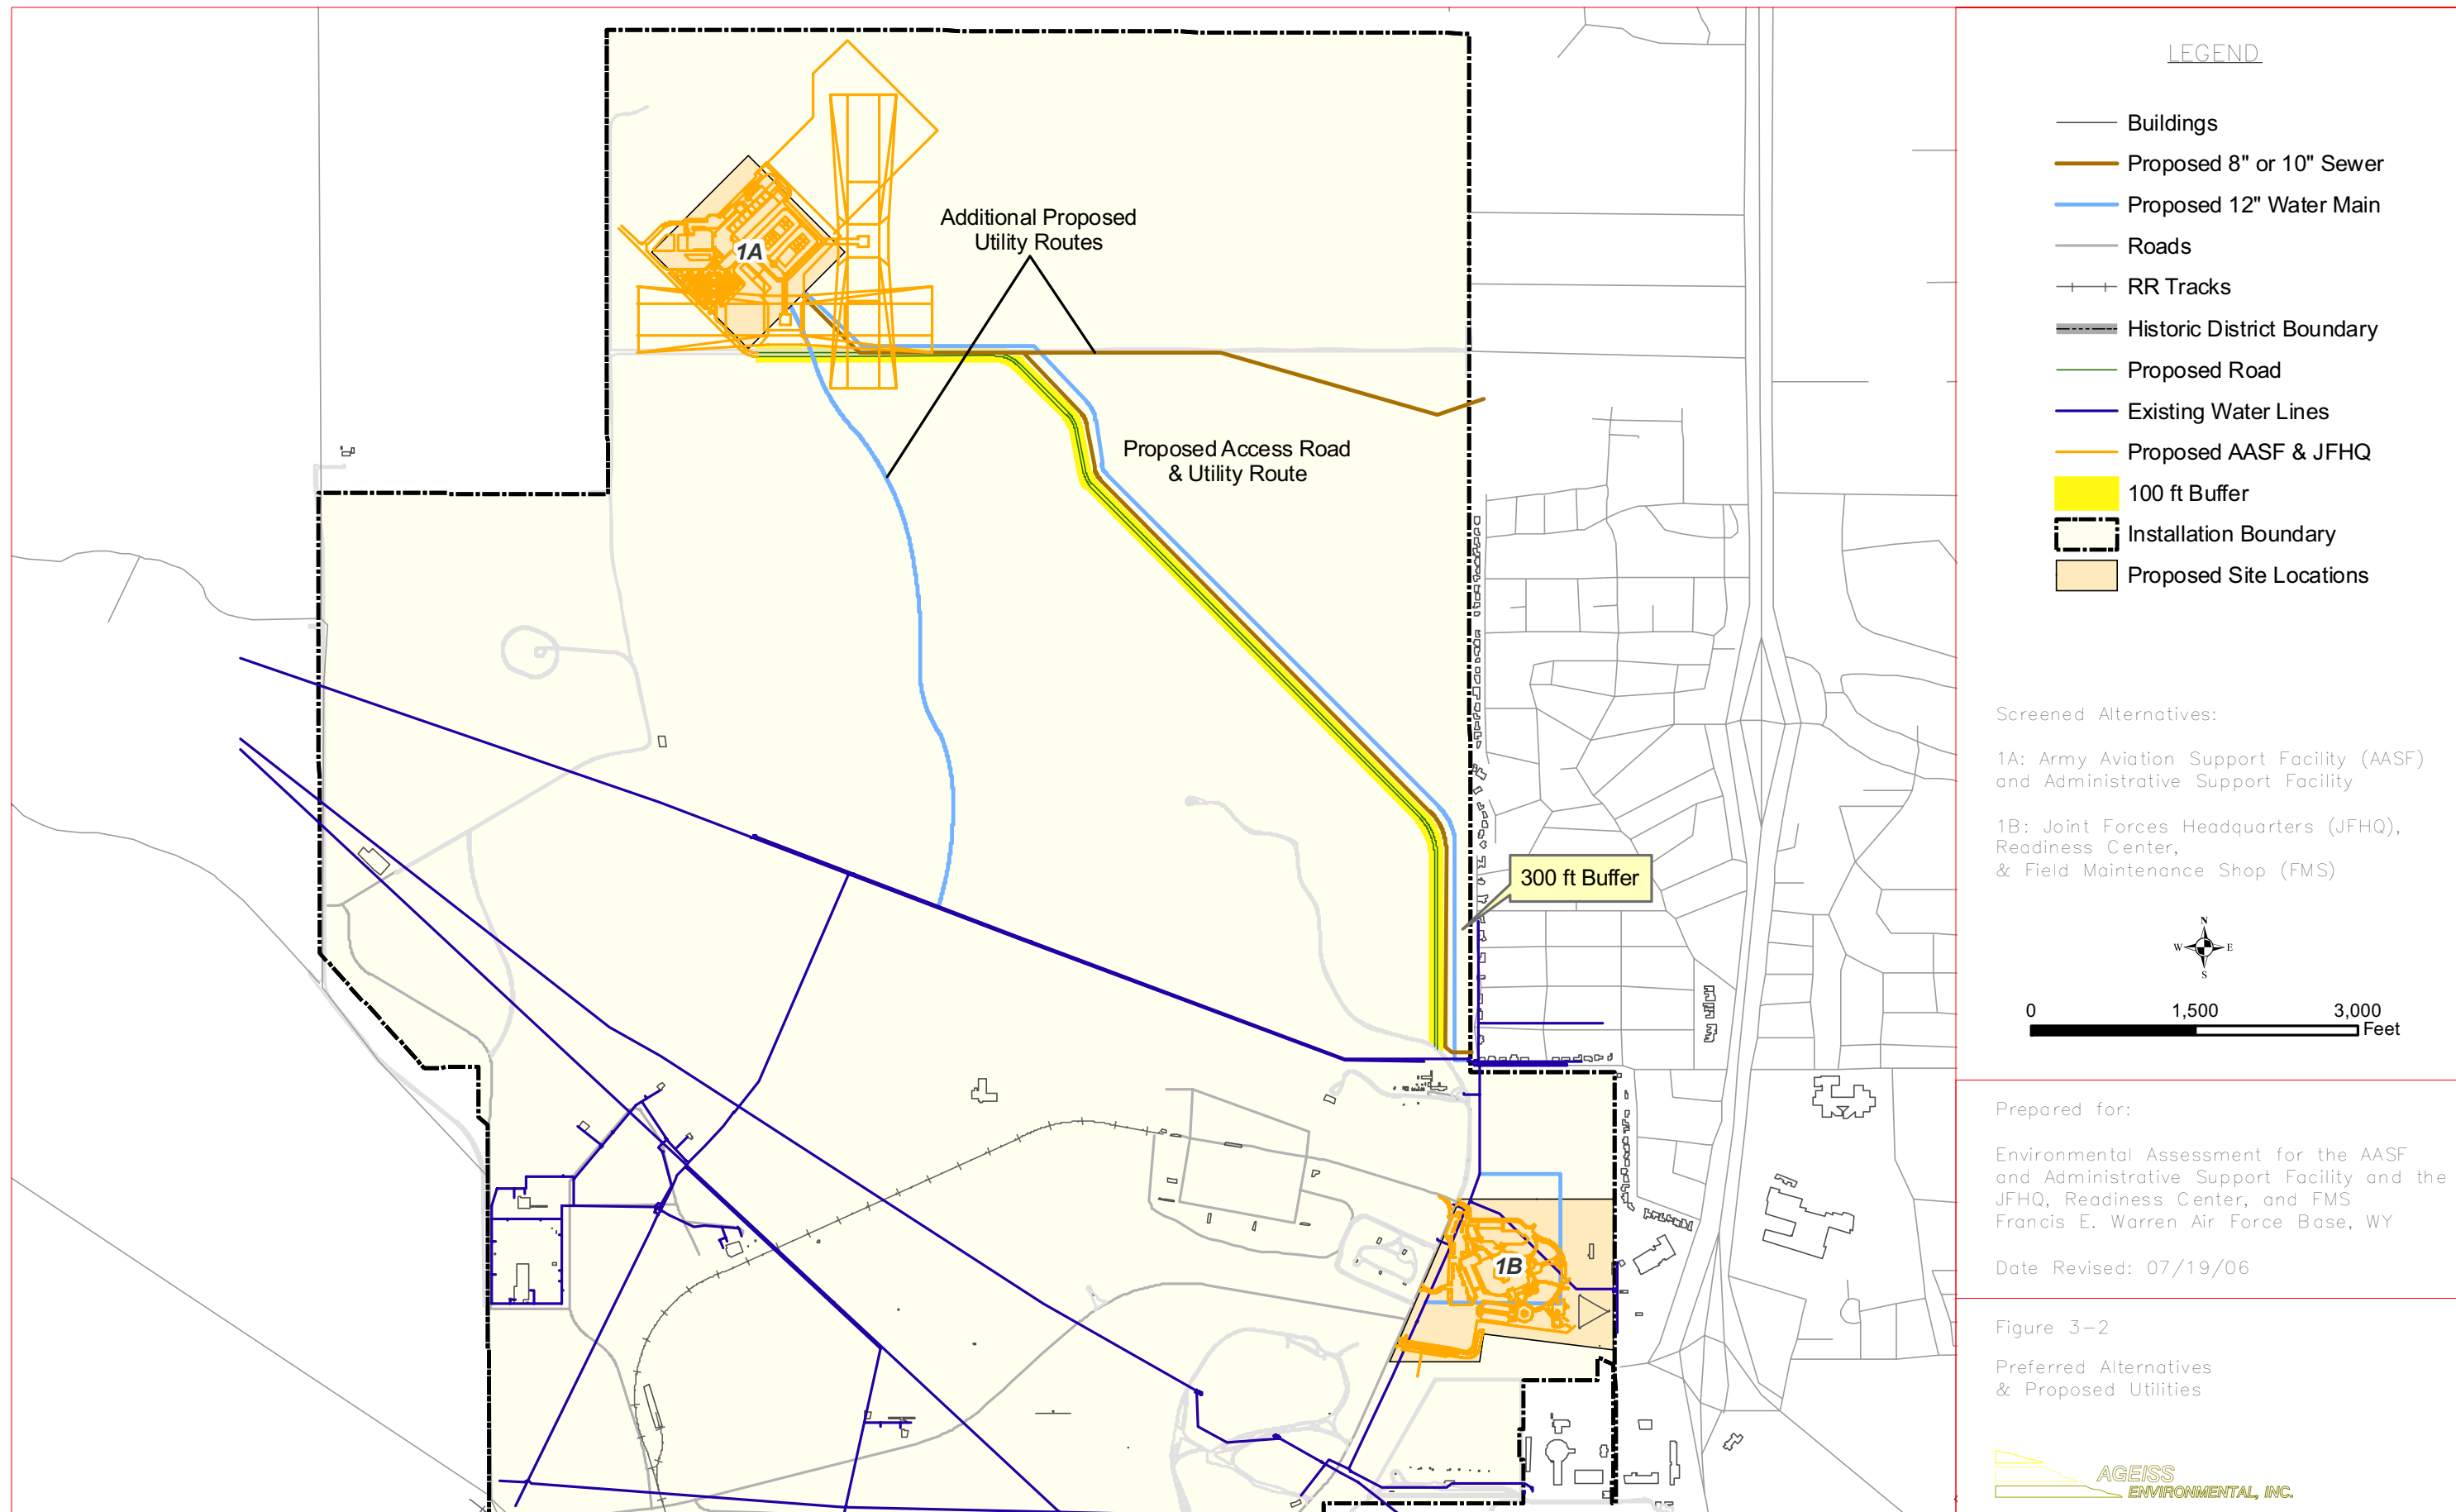 LEGEND
Buildings
Proposed 8" or 10" Sewer
Proposed 12" Water Main
Roads
RR Tracks
Historic District Boundary
Proposed Road
Existing Water Lines
Proposed AASF & JFHQ
100 ft Buffer
Installation Boundary
Proposed Site Locations
Additional Proposed
Utility Routes
1A
Proposed Access Road
& Utility Route
300 ft Buffer
1B
Screened Alternatives:
1A: Army Aviation Support Facility (AASF)
and Administrative Support Facility
1B: Joint Forces Headquarters (JFHQ),
Readiness Center,
& Field Maintenance Shop (FMS)
N
W E
S
0 1,500 3,000
Feet
Prepared for:
Environmental Assessment for the AASF
and Administrative Support Facility and the
JFHQ, Readiness Center, and FMS
Francis E. Warren Air Force Base, WY
Date Revised: 07/19/06
Figure 3-2
Preferred Alternatives
& Proposed Utilities
AGEISS
ENVIRONMENTAL, INC.